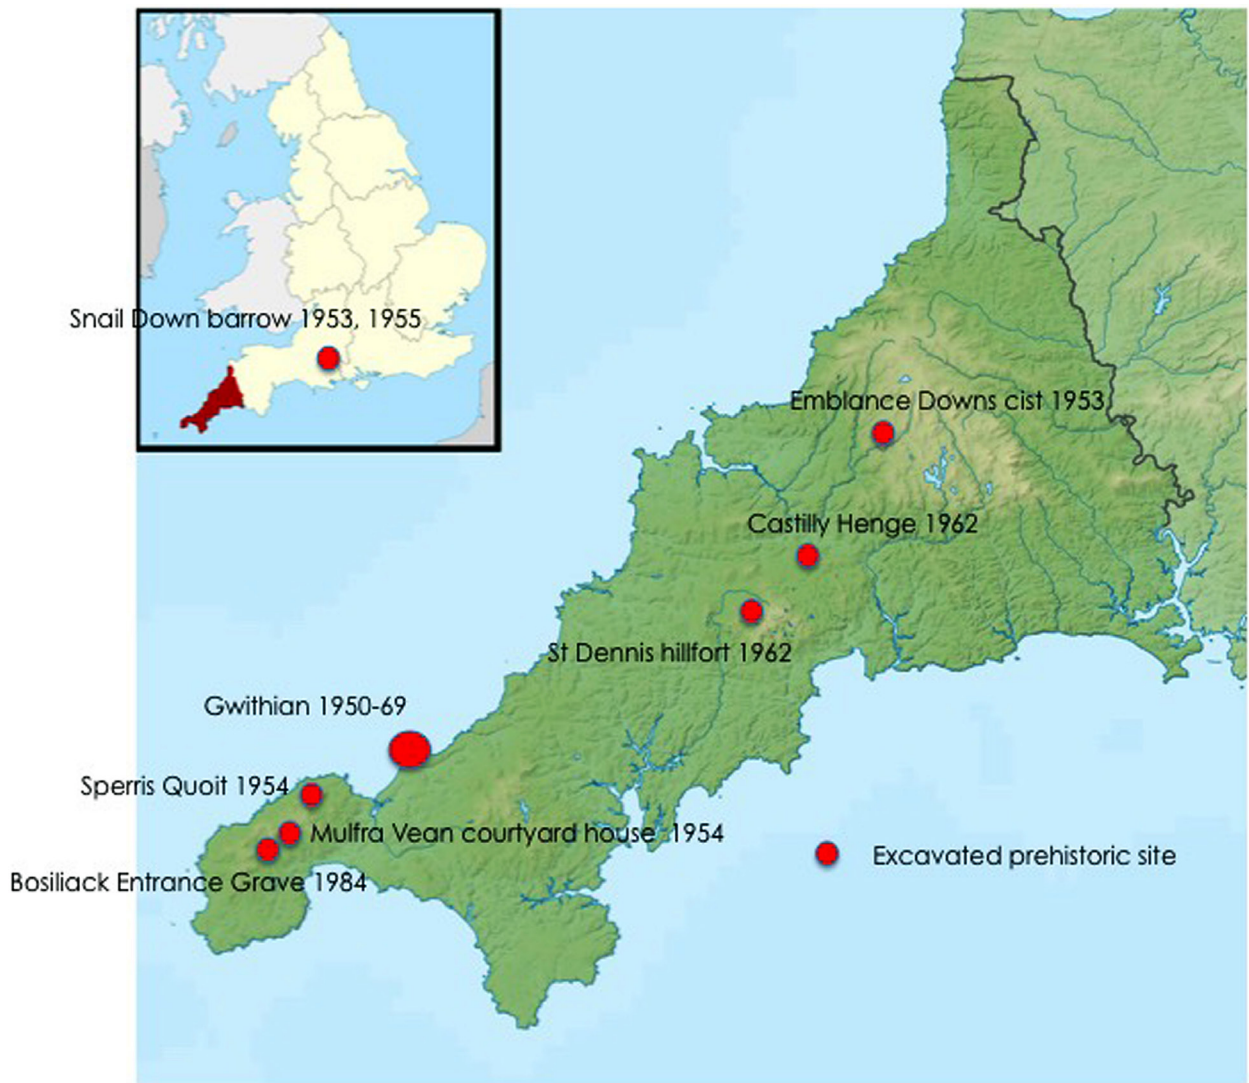 Snail Down barrow 1953, 1955
Emblance Downs cist 1953
Castilly Henge 1962
St Dennis hillfort 1962
Gwithian 1950-69
Sperris Quoit 1954
Mulfra Vean courtyard house 1954
Excavated prehistoric site
Bosiliack Entrance Grave 1984